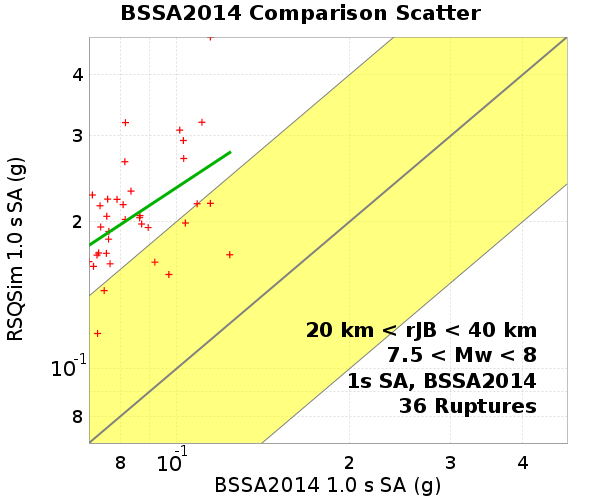 BSSA2014 Comparison Scatter
RSQSim 1.0 s SA (g)
4
3
2
10-1
8
20 km < rJB < 40 km
7.5 < Mw < 8
1s SA, BSSA2014
36 Ruptures
8 10-1 2 3 4
BSSA2014 1.0 s SA (g)